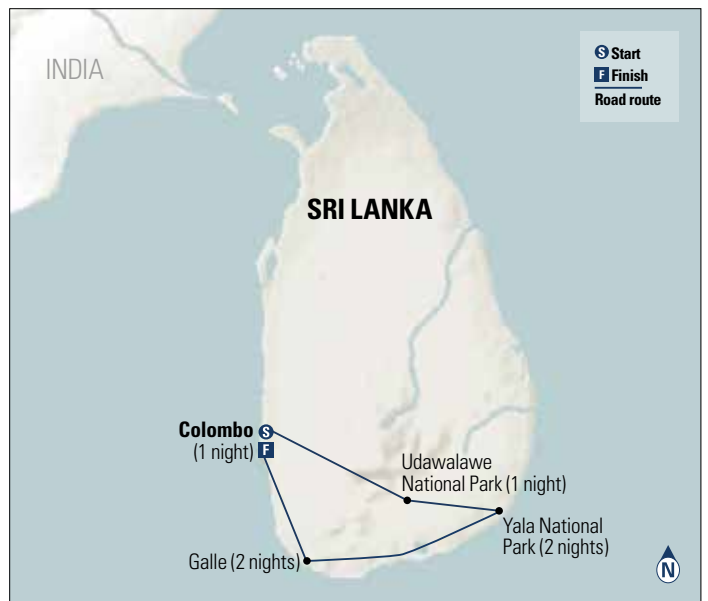 INDIA
S Start
F Finish
Road route
SRI LANKA
Colombo S
(1 night) F
Udawalawe
National Park (1 night)
Yala National
Park (2 nights)
Galle (2 nights)
N